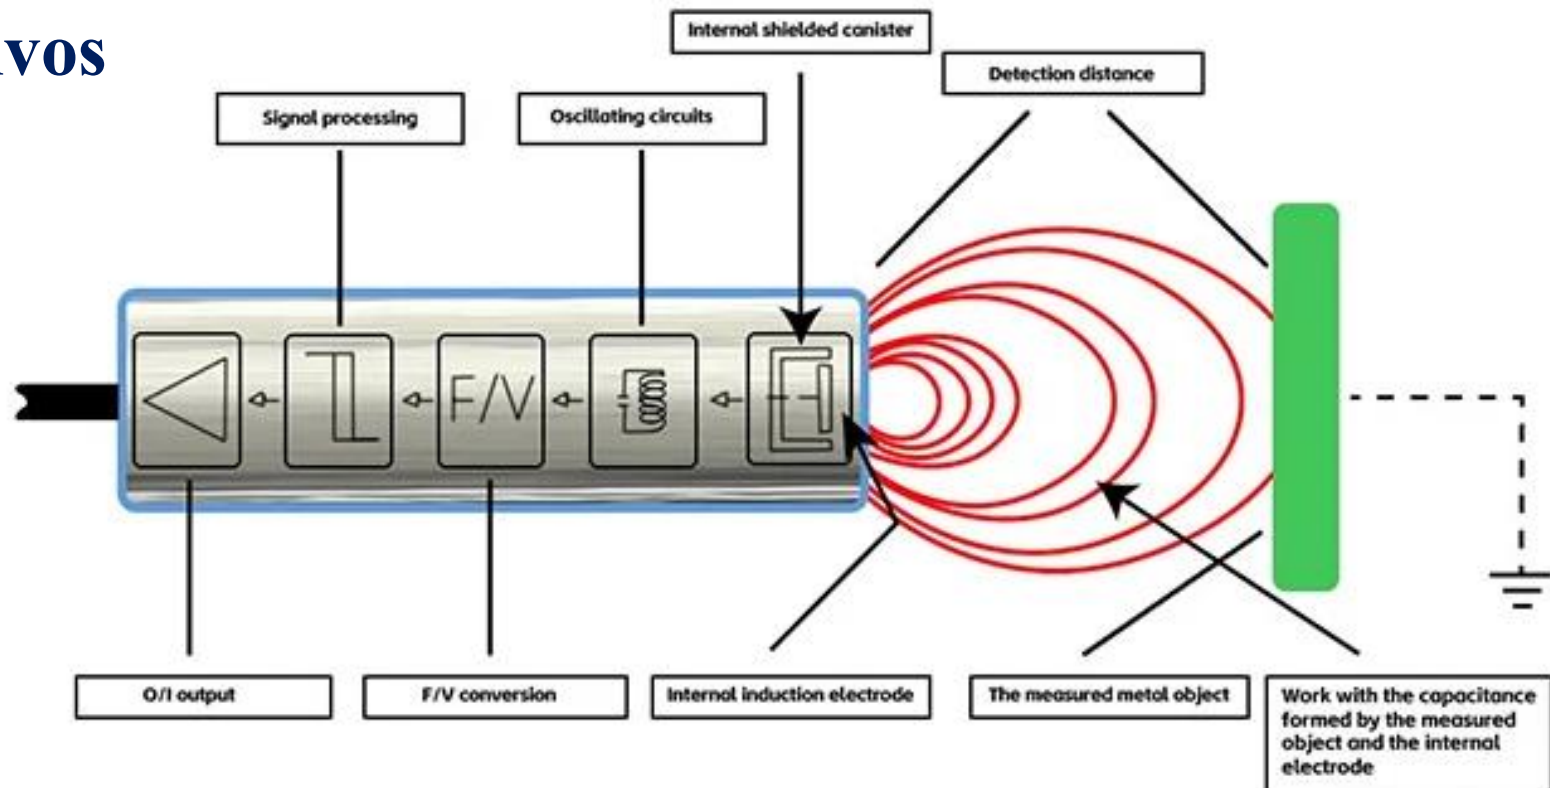 Internal shielded canister
Detection distance
Signal processing
Oscillating circuits
F/V
O/I output
F/V conversion
Internal induction electrode
The measured metal object
Work with the capacitance
formed by the measured
object and the internal
electrode